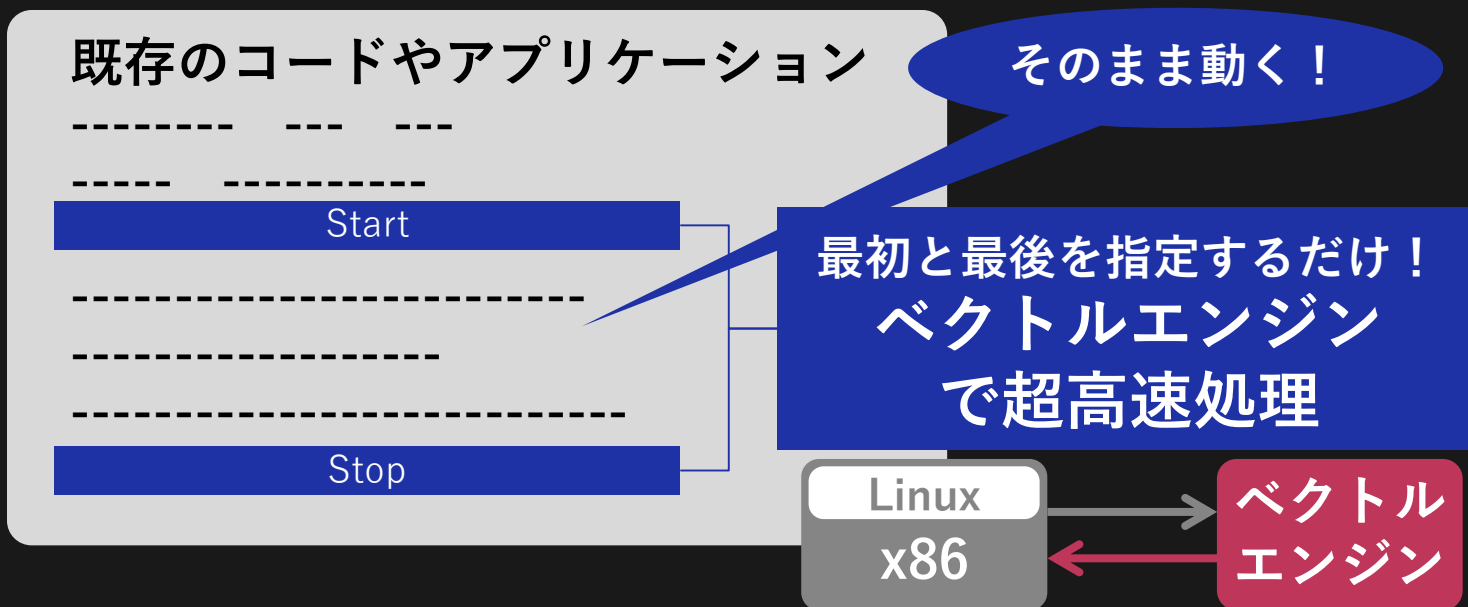 既存のコードやアプリケーション
そのまま動く！
-------- --- ---
----- ----------
Start
最初と最後を指定するだけ！
ベクトルエンジン
で超高速処理
-------------------------
------------------
---------------------------
Stop
Linux
x86
ベクトル
エンジン